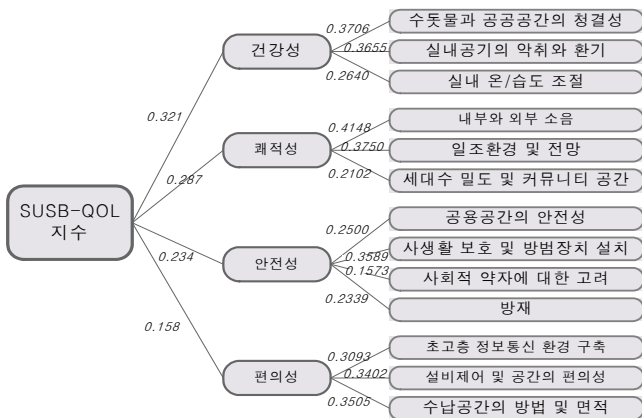 SUSB-QOL
지수
0.321
0.287
0.234
0.158
건강성
0.3706
수돗물과 공공공간의 청결성
0.3655
실내공기의 악취와 환기
0.2640
실내 온/습도 조절
쾌적성
0.4148
내부와 외부 소음
0.3750
일조환경 및 전망
0.2102
세대수 밀도 및 커뮤니티 공간
안전성
0.2500
공용공간의 안전성
0.3589
사생활 보호 및 방범장치 설치
0.1573
사회적 약자에 대한 고려
0.2339
방재
편의성
0.3093
초고층 정보통신 환경 구축
0.3402
설비제어 및 공간의 편의성
0.3505
수납공간의 방법 및 면적